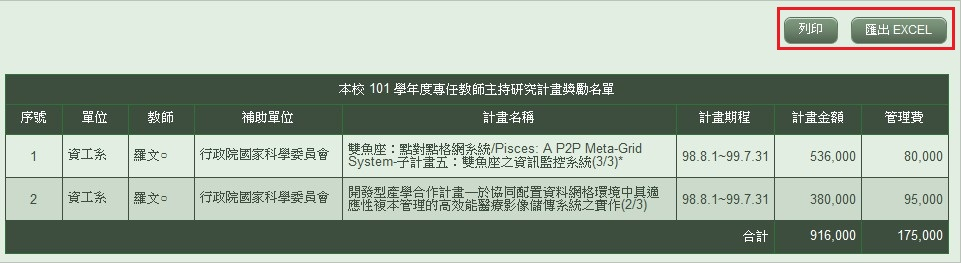 列印 匯出 EXCEL
本校 101 學年度專任教師主持研究計畫獎勵名單
序號 單位 教師 補助單位 計畫名稱 計畫期程 計畫金額 管理費
1 資工系 羅文○ 行政院國家科學委員會 雙魚座：點對點格網系統/Pisces: A P2P Meta-Grid System-子計畫五：雙魚座之資訊監控系統(3/3)* 98.8.1~99.7.31 536,000 80,000
2 資工系 羅文○ 行政院國家科學委員會 開發型產學合作計畫—於協同配置資料網格環境中具適應性複本管理的高效能醫療影像儲傳系統之實作(2/3) 98.8.1~99.7.31 380,000 95,000
合計 916,000 175,000